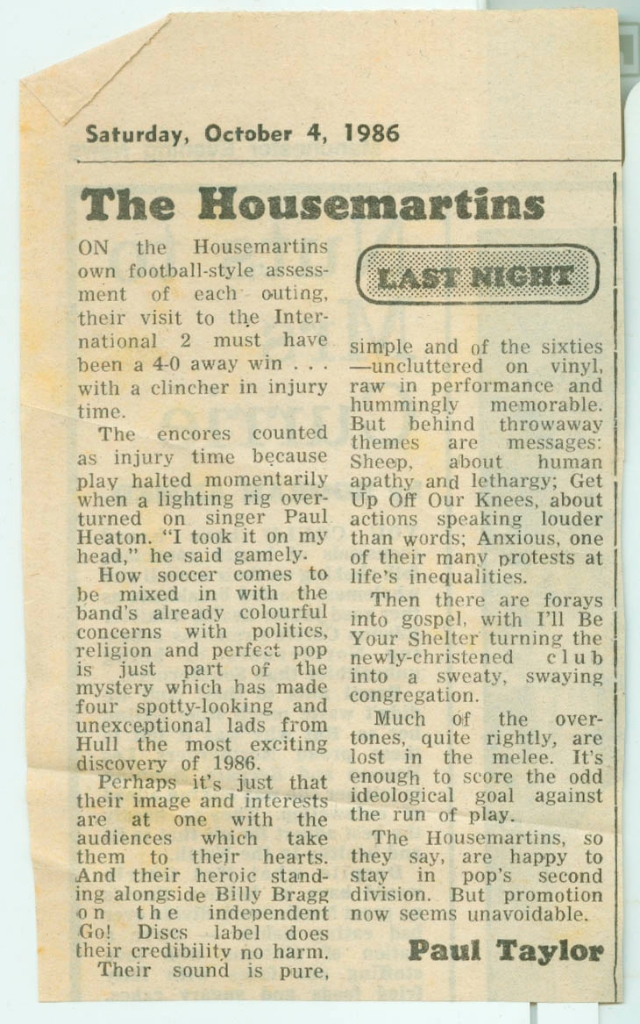 Saturday, October 4, 1986
The Housemartins
ON the Housemartins
own football-style assess-
ment of each outing,
their visit to the Inter-
national 2 must have
been a 4-0 away win . . .
with a clincher in injury
time.
The encores counted
as injury time because
play halted momentarily
when a lighting rig over-
turned on singer Paul
Heaton. "I took it on my
head," he said gamely.
How soccer comes to
be mixed in with the
band's already colourful
concerns with politics,
religion and perfect pop
is just part of the
mystery which has made
four spotty-looking and
unexceptional lads from
Hull the most exciting
discovery of 1986.
Perhaps it's just that
their image and interests
are at one with the
audiences which take
them to their hearts.
And their heroic stand-
ing alongside Billy Bragg
on the independent
Go! Discs label does
their credibility no harm.
Their sound is pure,
LAST NIGHT
simple and of the sixties
—uncluttered on vinyl,
raw in performance and
hummingly memorable.
But behind throwaway
themes are messages:
Sheep, about human
apathy and lethargy; Get
Up Off Our Knees, about
actions speaking louder
than words; Anxious, one
of their many protests at
life's inequalities.
Then there are forays
into gospel, with I'll Be
Your Shelter turning the
newly-christened club
into a sweaty, swaying
congregation.
Much of the over-
tones, quite rightly, are
lost in the melee. It's
enough to score the odd
ideological goal against
the run of play.
The Housemartins, so
they say, are happy to
stay in pop's second
division. But promotion
now seems unavoidable.
Paul Taylor